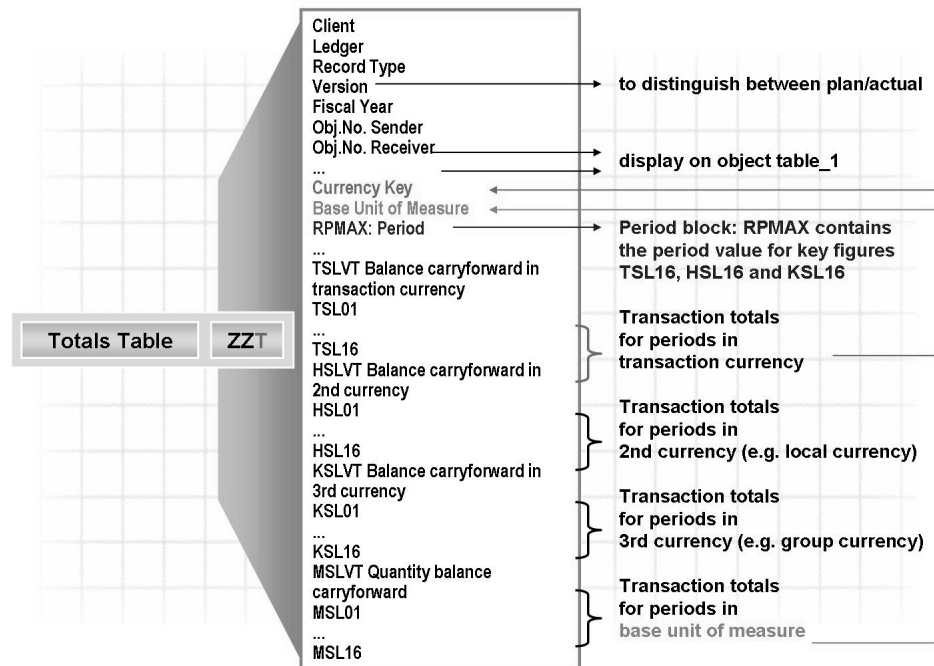 Client
Ledger
Record Type
Version
Fiscal Year
Obj.No. Sender
Obj.No. Receiver
...
Currency Key
Base Unit of Measure
RPMAX: Period
...
TSLVT Balance carryforward in
transaction currency
TSL01
...
TSL16
HSLVT Balance carryforward in
2nd currency
HSL01
...
HSL16
KSLVT Balance carryforward in
3rd currency
KSL01
...
KSL16
MSLVT Quantity balance
carryforward
MSL01
...
MSL16
Totals Table
ZZT
to distinguish between plan/actual
display on object table_1
Period block: RPMAX contains
the period value for key figures
TSL16, HSL16 and KSL16
Transaction totals
for periods in
transaction currency
Transaction totals
for periods in
2nd currency (e.g. local currency)
Transaction totals
for periods in
3rd currency (e.g. group currency)
Transaction totals
for periods in
base unit of measure